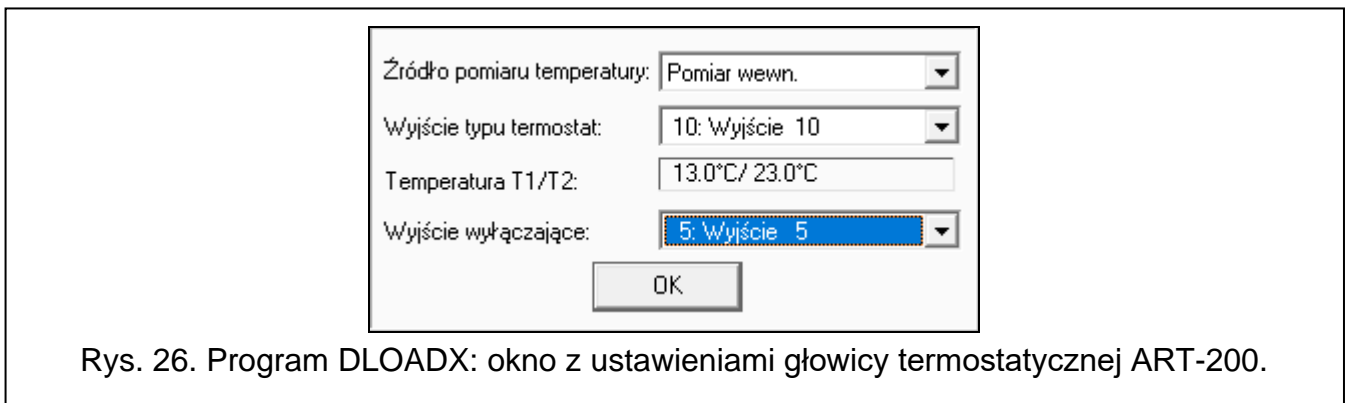 Źródło pomiaru temperatury: Pomiar wewn.
Wyjście typu termostat: 10: Wyjście 10
Temperatura T1/T2: 13.0°C/ 23.0°C
Wyjście wyłączające: 5: Wyjście 5
OK
Rys. 26. Program DLOADX: okno z ustawieniami głowicy termostatycznej ART-200.